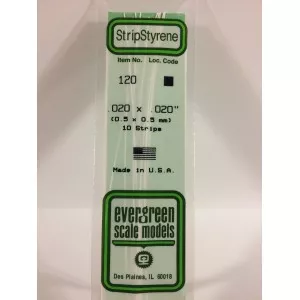 StripStyrene
Item No. Loc. Code
120
.020 x .020"
(0.5 x 0.5 mm)
10 Strips
Made in U.S.A.
evergreen
scale models
Des Plaines, IL 60018